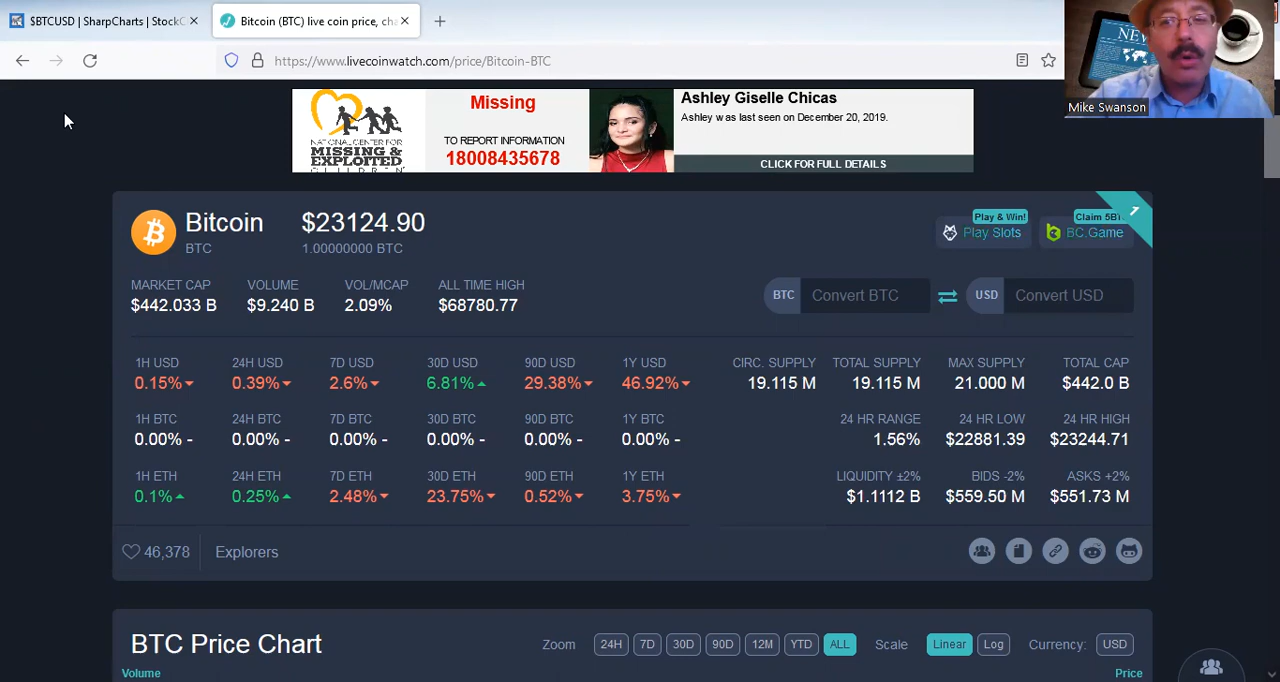 $BTCUSD | SharpCharts | StockC
Bitcoin (BTC) live coin price, cha
https://www.livecoinwatch.com/price/Bitcoin-BTC
NEWS
Mike Swanson
NATIONAL CENTER FOR
MISSING &
EXPLOITED
CHILDREN
Missing
TO REPORT INFORMATION
18008435678
Ashley Giselle Chicas
Ashley was last seen on December 20, 2019.
CLICK FOR FULL DETAILS
Bitcoin $23124.90
BTC 1.00000000 BTC
Play & Win! Claim 5BT
Play Slots BC.Game
1
MARKET CAP VOLUME VOL/MCAP ALL TIME HIGH
$442.033 B $9.240 B 2.09% $68780.77
BTC Convert BTC USD Convert USD
1H USD 24H USD 7D USD 30D USD 90D USD 1Y USD CIRC. SUPPLY TOTAL SUPPLY MAX SUPPLY TOTAL CAP
0.15% 0.39% 2.6% 6.81% 29.38% 46.92% 19.115 M 19.115 M 21.000 M $442.0 B
1H BTC 24H BTC 7D BTC 30D BTC 90D BTC 1Y BTC 24 HR RANGE 24 HR LOW 24 HR HIGH
0.00% - 0.00% - 0.00% - 0.00% - 0.00% - 0.00% - 1.56% $22881.39 $23244.71
1H ETH 24H ETH 7D ETH 30D ETH 90D ETH 1Y ETH LIQUIDITY ±2% BIDS -2% ASKS +2%
0.1% 0.25% 2.48% 23.75% 0.52% 3.75% $1.1112 B $559.50 M $551.73 M
46,378 Explorers
BTC Price Chart Zoom 24H 7D 30D 90D 12M YTD ALL Scale Linear Log Currency: USD
Volume Price